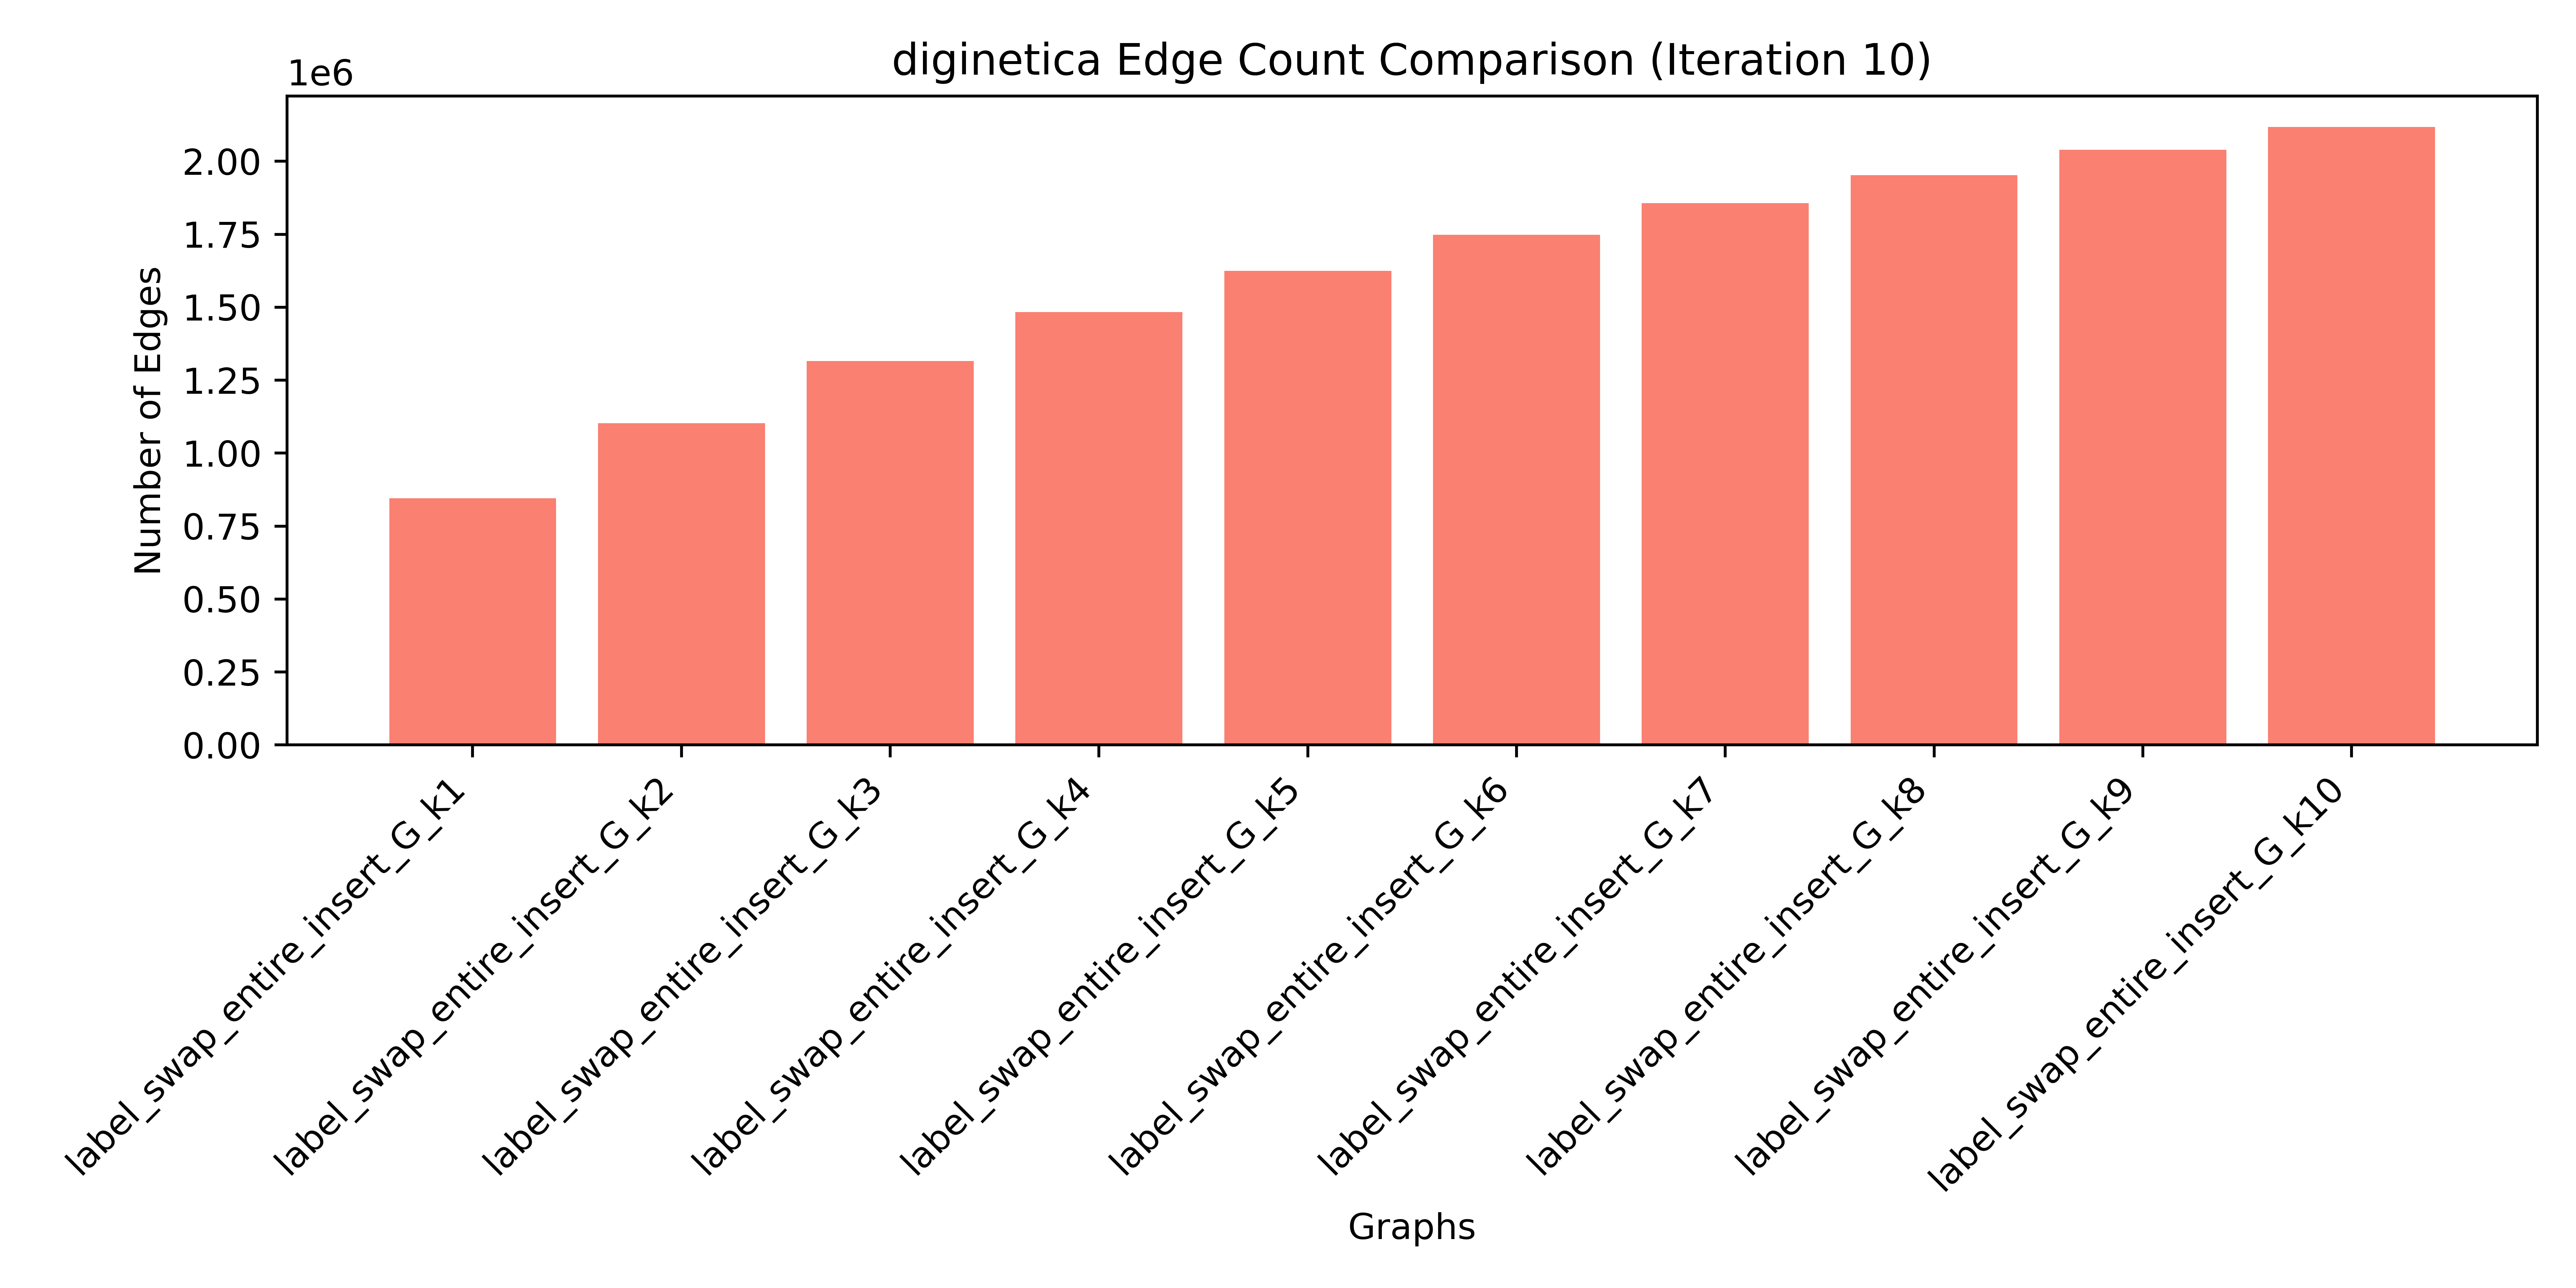 diginetica Edge Count Comparison (Iteration 10)
1e6
Number of Edges
2.00
1.75
1.50
1.25
1.00
0.75
0.50
0.25
0.00
label_swap_entire_insert_G_k1
label_swap_entire_insert_G_k2
label_swap_entire_insert_G_k3
label_swap_entire_insert_G_k4
label_swap_entire_insert_G_k5
label_swap_entire_insert_G_k6
label_swap_entire_insert_G_k7
label_swap_entire_insert_G_k8
label_swap_entire_insert_G_k9
label_swap_entire_insert_G_k10
Graphs